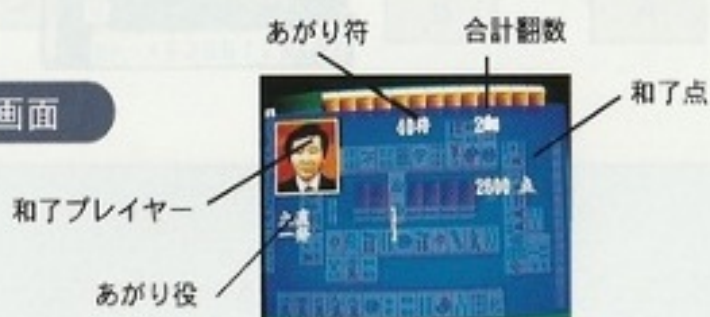 あがり符
合計翻数
画面
和了点
40符
2翻
2600 点
和了プレイヤー
あがり役